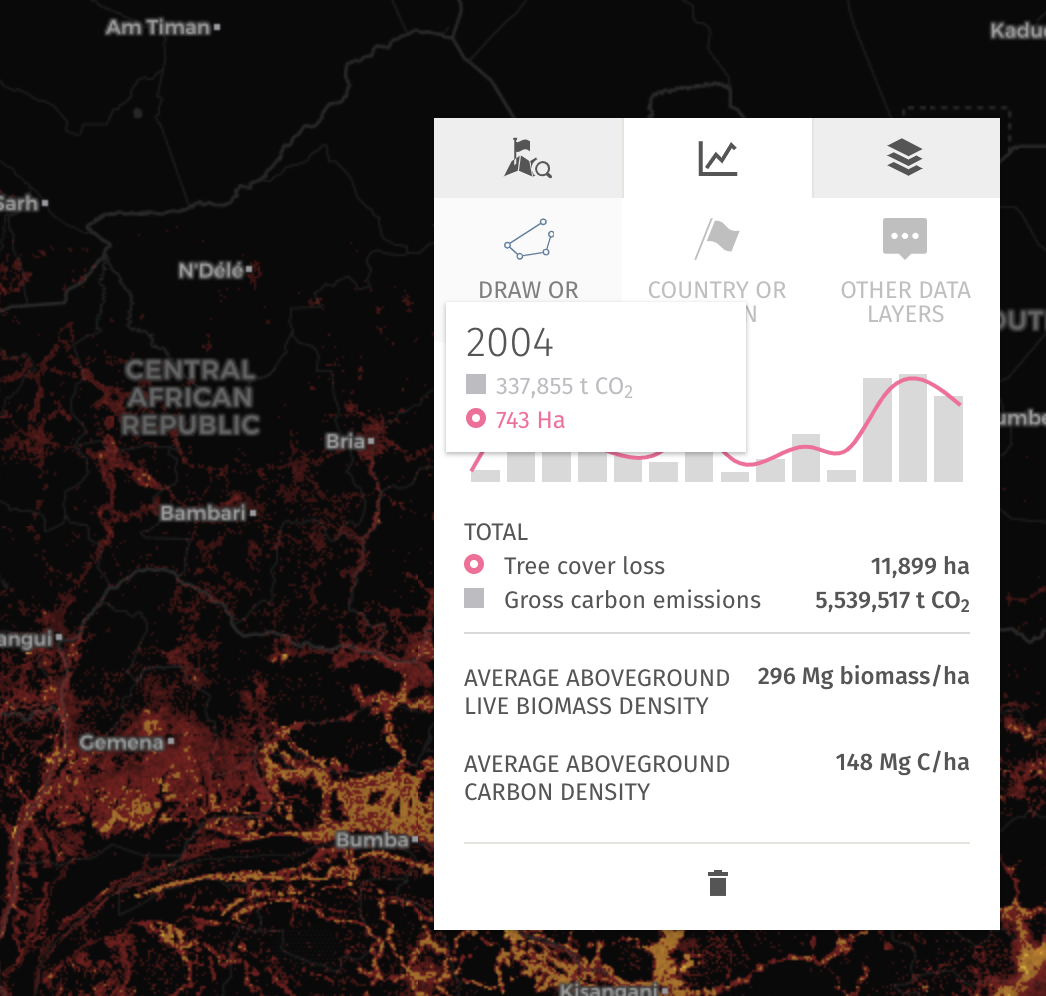 Am Timan
Sarh
N'Délé
CENTRAL
AFRICAN
REPUBLIC
Bria
Bambari
angui
Gemena
Bumba
Kisangani
DRAW OR
COUNTRY OR
N
OTHER DATA
LAYERS
2004
337,855 t CO₂
743 Ha
TOTAL
Tree cover loss 11,899 ha
Gross carbon emissions 5,539,517 t CO₂
AVERAGE ABOVEGROUND 296 Mg biomass/ha
LIVE BIOMASS DENSITY
AVERAGE ABOVEGROUND 148 Mg C/ha
CARBON DENSITY
Kadu
OUT
umbe